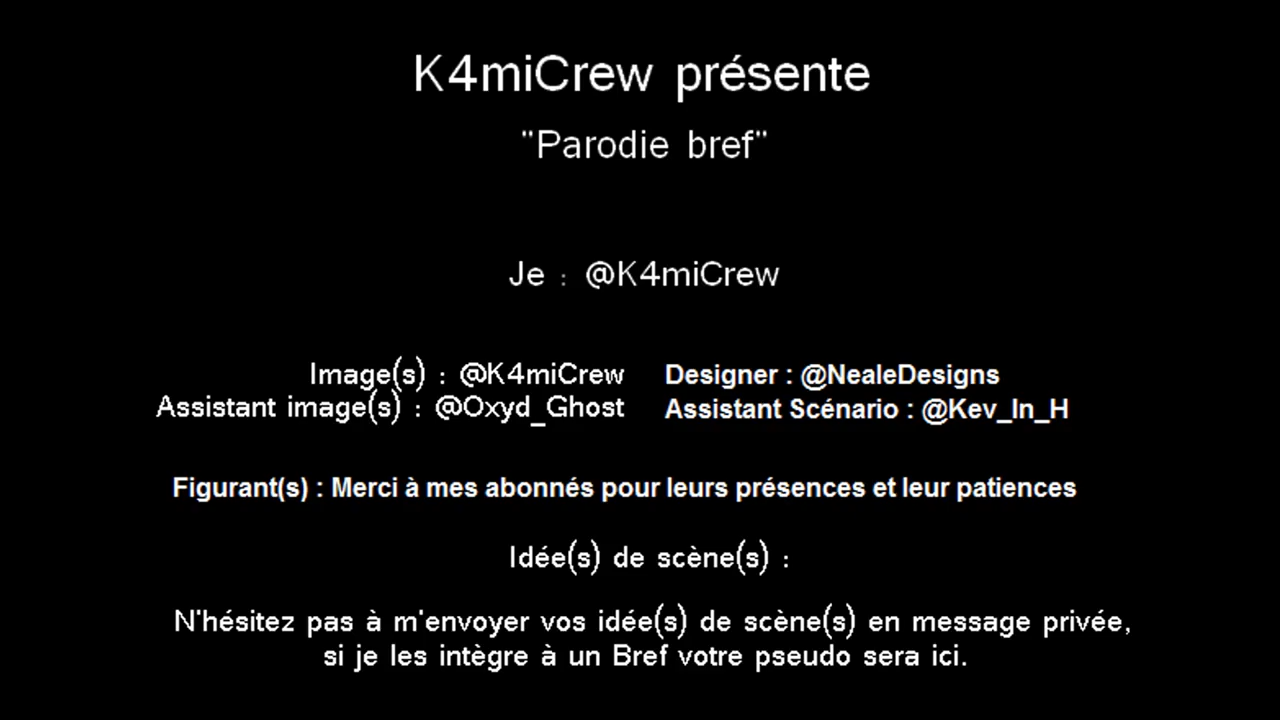 K4miCrew présente
"Parodie bref"
Je : @K4miCrew
Image(s) : @K4miCrew
Assistant image(s) : @Oxyd_Ghost
Designer : @NealeDesigns
Assistant Scénario : @Kev_In_H
Figurant(s) : Merci à mes abonnés pour leurs présences et leur patiences
Idée(s) de scène(s) :
N'hésitez pas à m'envoyer vos idée(s) de scène(s) en message privée,
si je les intègre à un Bref votre pseudo sera ici.